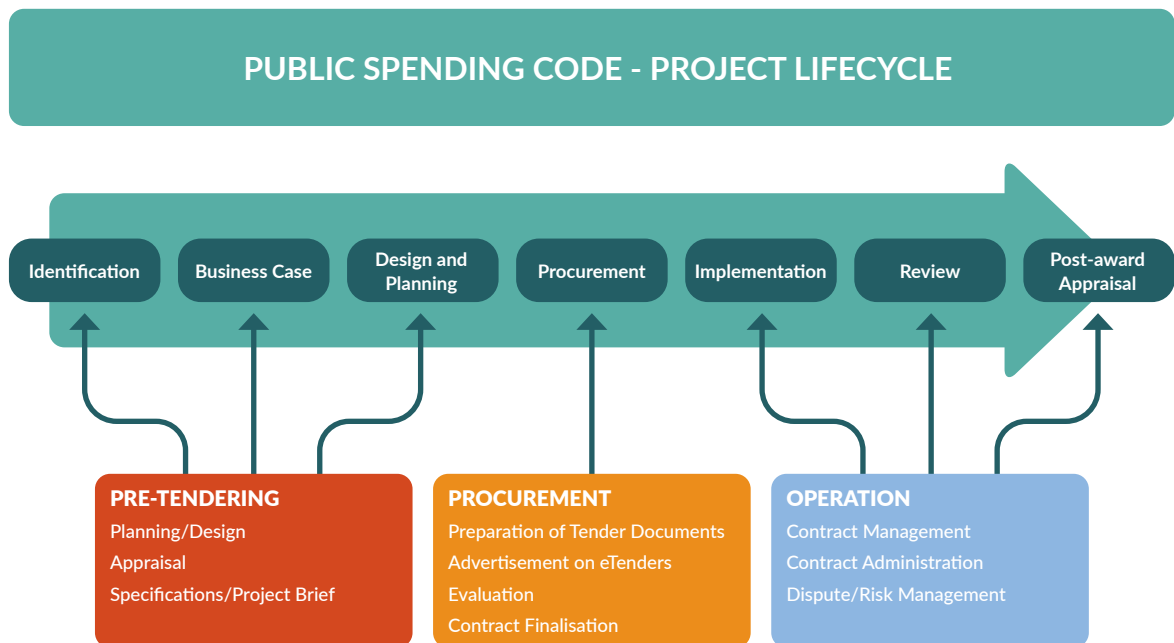 PUBLIC SPENDING CODE - PROJECT LIFECYCLE
Identification
Business Case
Design and
Planning
Procurement
Implementation
Review
Post-award
Appraisal
PRE-TENDERING
Planning/Design
Appraisal
Specifications/Project Brief
PROCUREMENT
Preparation of Tender Documents
Advertisement on eTenders
Evaluation
Contract Finalisation
OPERATION
Contract Management
Contract Administration
Dispute/Risk Management